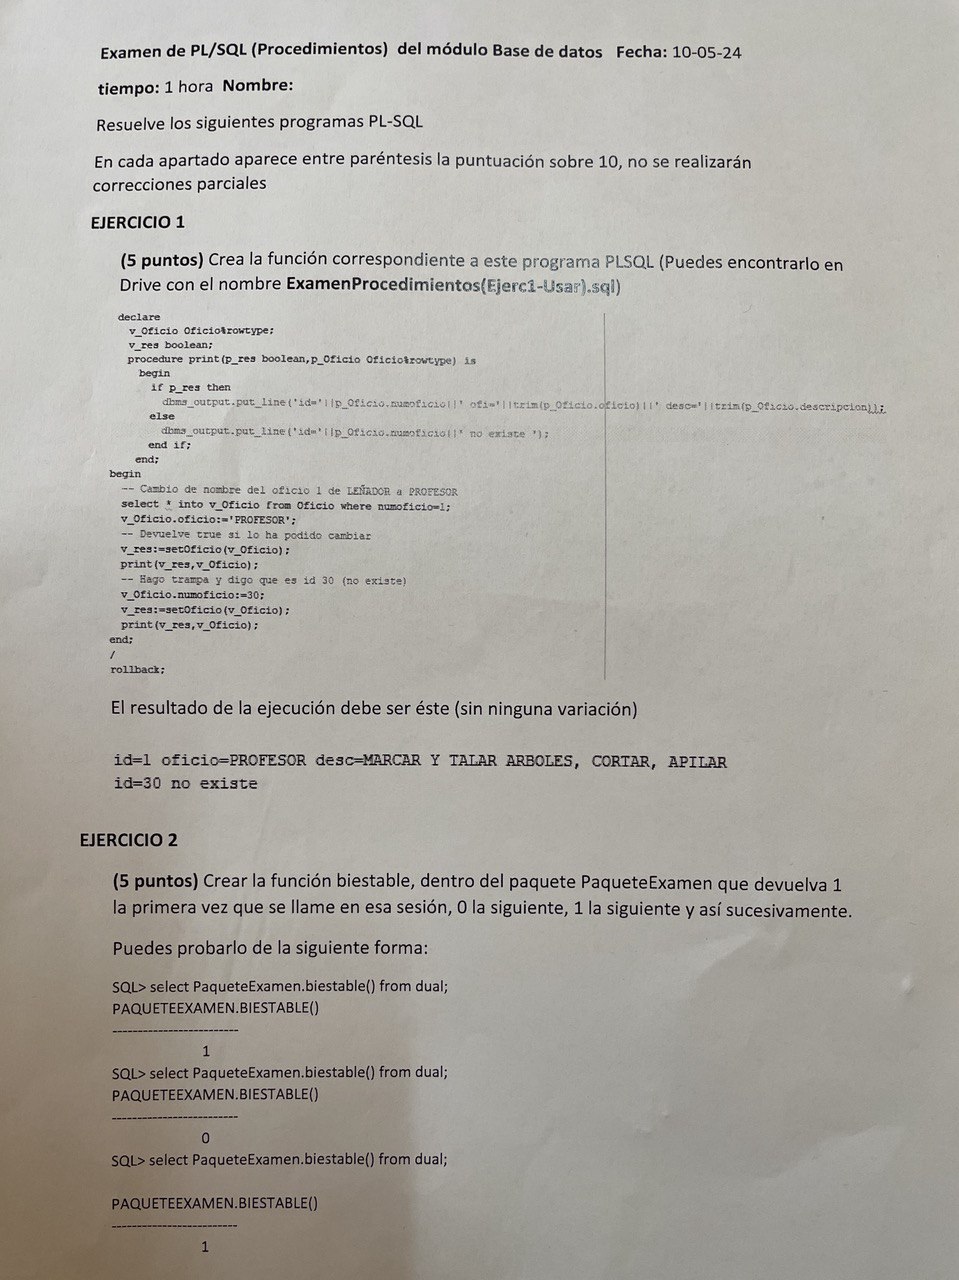 Examen de PL/SQL (Procedimientos) del módulo Base de datos Fecha: 10-05-24
tiempo: 1 hora Nombre:
Resuelve los siguientes programas PL-SQL
En cada apartado aparece entre paréntesis la puntuación sobre 10, no se realizarán
correcciones parciales
EJERCICIO 1
(5 puntos) Crea la función correspondiente a este programa PLSQL (Puedes encontrarlo en
Drive con el nombre ExamenProcedimientos(Ejerc1-Usar).sql)
declare
v_Oficio Oficio%rowtype;
v_res boolean;
procedure print(p_res boolean,p_Oficio Oficio%rowtype) is
begin
if p_res then
dbms_output.put_line('id='||p_Oficio.numoficio||' ofi='||trim(p_Oficio.oficio)||' desc='||trim(p_Oficio.descripcion));
else
dbms_output.put_line('id='||p_Oficio.numoficio||' no existe ');
end if;
end;
begin
-- Cambio de nombre del oficio 1 de LEÑADOR a PROFESOR
select * into v_Oficio from Oficio where numoficio=1;
v_Oficio.oficio:='PROFESOR';
-- Devuelve true si lo ha podido cambiar
v_res:=setOficio(v_Oficio);
print(v_res,v_Oficio);
-- Hago trampa y digo que es id 30 (no existe)
v_Oficio.numoficio:=30;
v_res:=setOficio(v_Oficio);
print(v_res,v_Oficio);
end;
/
rollback;
El resultado de la ejecución debe ser éste (sin ninguna variación)
id=1 oficio=PROFESOR desc=MARCAR Y TALAR ARBOLES, CORTAR, APILAR
id=30 no existe
EJERCICIO 2
(5 puntos) Crear la función biestable, dentro del paquete PaqueteExamen que devuelva 1
la primera vez que se llame en esa sesión, 0 la siguiente, 1 la siguiente y así sucesivamente.
Puedes probarlo de la siguiente forma:
SQL> select PaqueteExamen.biestable() from dual;
PAQUETEEXAMEN.BIESTABLE()
-------------------------
1
SQL> select PaqueteExamen.biestable() from dual;
PAQUETEEXAMEN.BIESTABLE()
-------------------------
0
SQL> select PaqueteExamen.biestable() from dual;
PAQUETEEXAMEN.BIESTABLE()
-------------------------
1